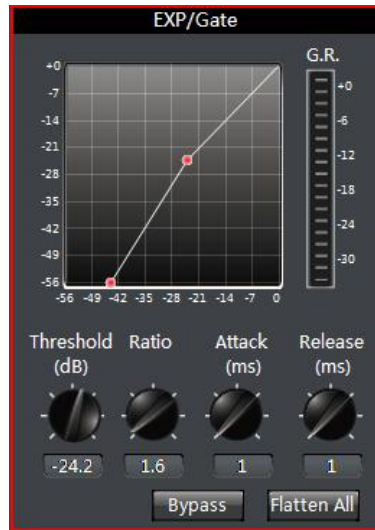 EXP/Gate
G.R.
+0
-7
-14
-21
-28
-35
-42
-49
-56
-56 -49 -42 -35 -28 -21 -14 -7 0
+0
-6
-12
-18
-24
-30
Threshold Ratio Attack Release
(dB) (ms) (ms)
-24.2 1.6 1 1
Bypass Flatten All